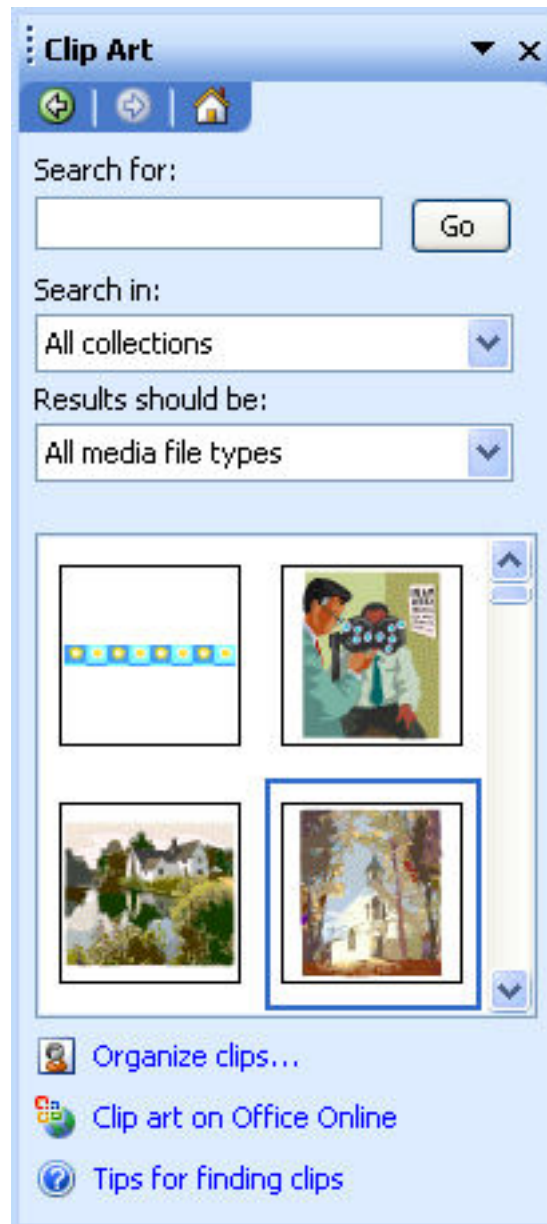 Clip Art
Search for:
Go
Search in:
All collections
Results should be:
All media file types
Organize clips...
Clip art on Office Online
Tips for finding clips